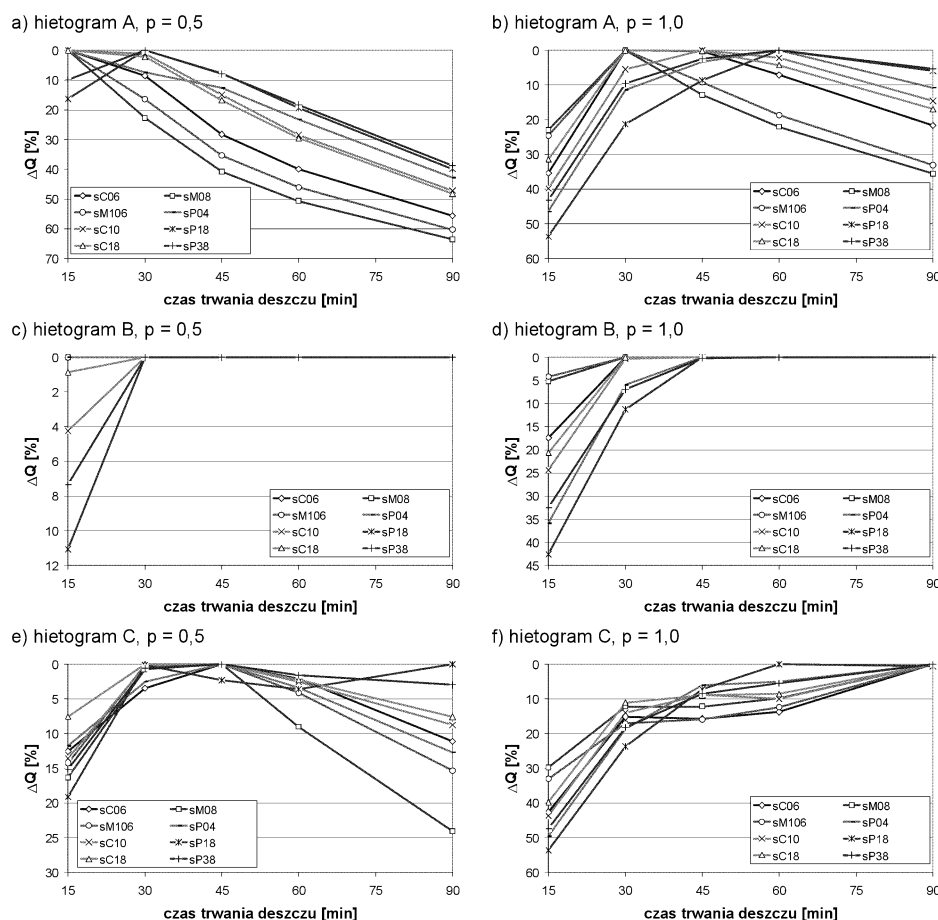 a) hietogram A, p = 0,5
ΔQ [%]
0
10
20
30
40
50
60
70
sC06 sM08
sM106 sP04
sC10 sP18
sC18 sP38
15 30 45 60 75 90
czas trwania deszczu [min]
b) hietogram A, p = 1,0
ΔQ [%]
0
10
20
30
40
50
60
sC06 sM08
sM106 sP04
sC10 sP18
sC18 sP38
15 30 45 60 75 90
czas trwania deszczu [min]
c) hietogram B, p = 0,5
ΔQ [%]
0
2
4
6
8
10
12
sC06 sM08
sM106 sP04
sC10 sP18
sC18 sP38
15 30 45 60 75 90
czas trwania deszczu [min]
d) hietogram B, p = 1,0
ΔQ [%]
0
5
10
15
20
25
30
35
40
45
sC06 sM08
sM106 sP04
sC10 sP18
sC18 sP38
15 30 45 60 75 90
czas trwania deszczu [min]
e) hietogram C, p = 0,5
ΔQ [%]
0
5
10
15
20
25
30
sC06 sM08
sM106 sP04
sC10 sP18
sC18 sP38
15 30 45 60 75 90
czas trwania deszczu [min]
f) hietogram C, p = 1,0
ΔQ [%]
0
10
20
30
40
50
60
sC06 sM08
sM106 sP04
sC10 sP18
sC18 sP38
15 30 45 60 75 90
czas trwania deszczu [min]